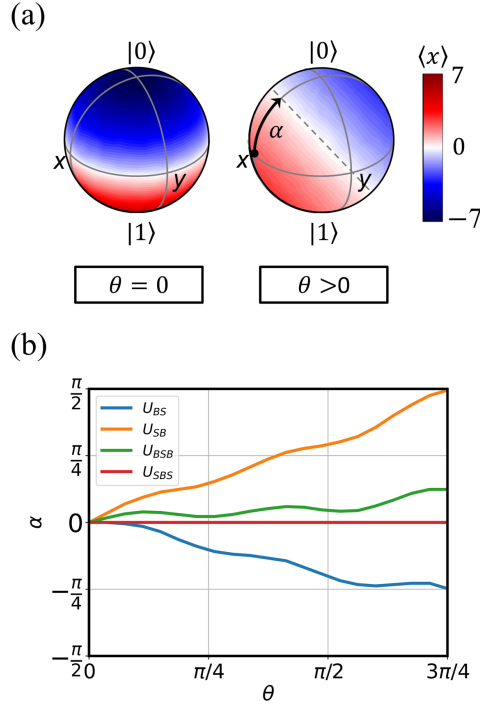 (a)
|0⟩ |0⟩ ⟨x⟩
7
α
x y x y 0
|1⟩ |1⟩ −7
θ = 0 θ >0
(b)
π/2
U_BS
U_SB
π/4
U_BSB
U_SBS
α 0
−π/4
−π/2
0 π/4 π/2 3π/4
θ